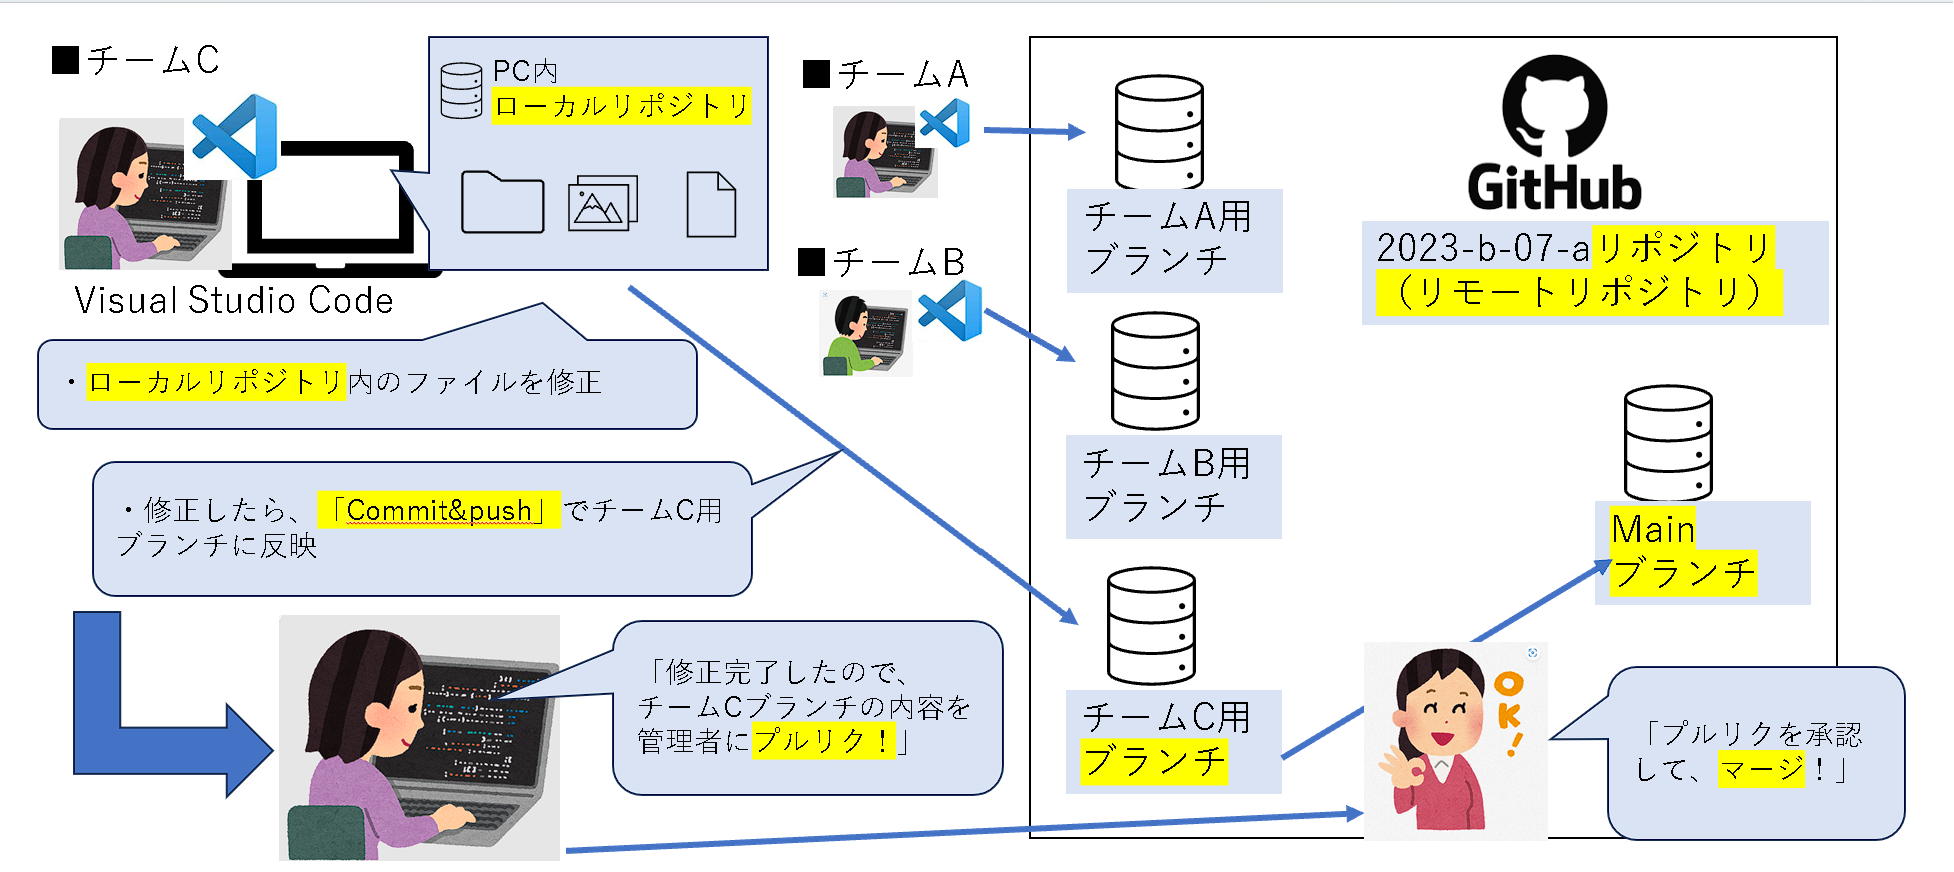 ■チームC
PC内
ローカルリポジトリ
Visual Studio Code
・ローカルリポジトリ内のファイルを修正
・修正したら、「Commit&push」でチームC用
ブランチに反映
「修正完了したので、
チームCブランチの内容を
管理者にプルリク！」
■チームA
■チームB
チームA用
ブランチ
チームB用
ブランチ
チームC用
ブランチ
GitHub
2023-b-07-aリポジトリ
（リモートリポジトリ）
Main
ブランチ
OK!
「プルリクを承認
して、マージ！」